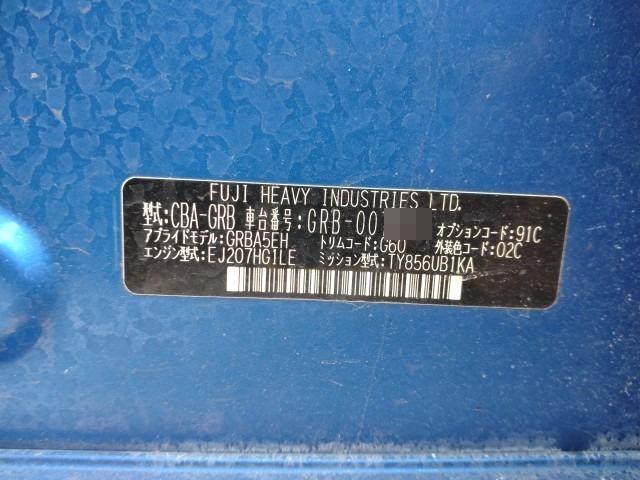 FUJI HEAVY INDUSTRIES LTD.
型式:CBA-GRB 車台番号:GRB-00 オプションコード:91C
アプライドモデル:GRBA5EH トリムコード:G60 外装色コード:02C
エンジン型式:EJ207HGILE ミッション型式:TY856UB1KA